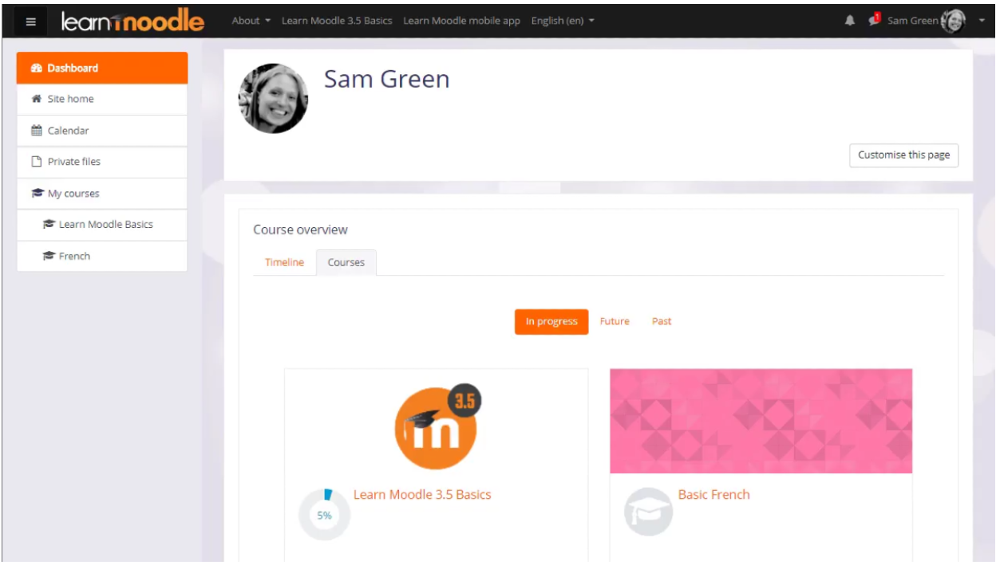 learn moodle About Learn Moodle 3.5 Basics Learn Moodle mobile app English (en) 1 Sam Green
Dashboard
Site home
Calendar
Private files
My courses
Learn Moodle Basics
French
Sam Green
Customise this page
Course overview
Timeline Courses
In progress Future Past
3.5
m
Learn Moodle 3.5 Basics
5%
Basic French